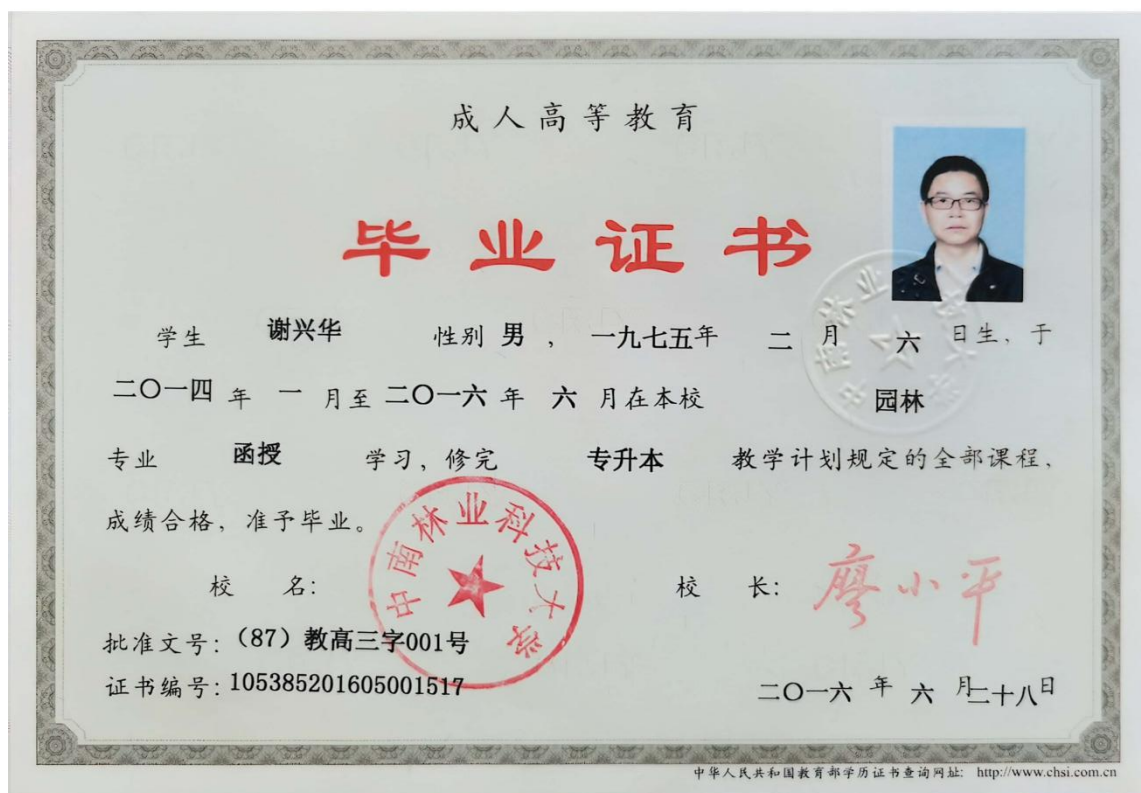 成人高等教育
毕业证书
学生 谢兴华 性别 男 , 一九七五年 二 月 六 日生, 于
二〇一四 年 一 月至 二〇一六 年 六 月在本校 园林
专业 函授 学习, 修完 专升本 教学计划规定的全部课程,
成绩合格, 准予毕业。
中南林业科技大学
校 名: 校 长: 廖小平
批准文号: (87) 教高三字001号
证书编号: 105385201605001517 二〇一六 年 六 月二十八日
中华人民共和国教育部学历证书查询网址: http://www.chsi.com.cn